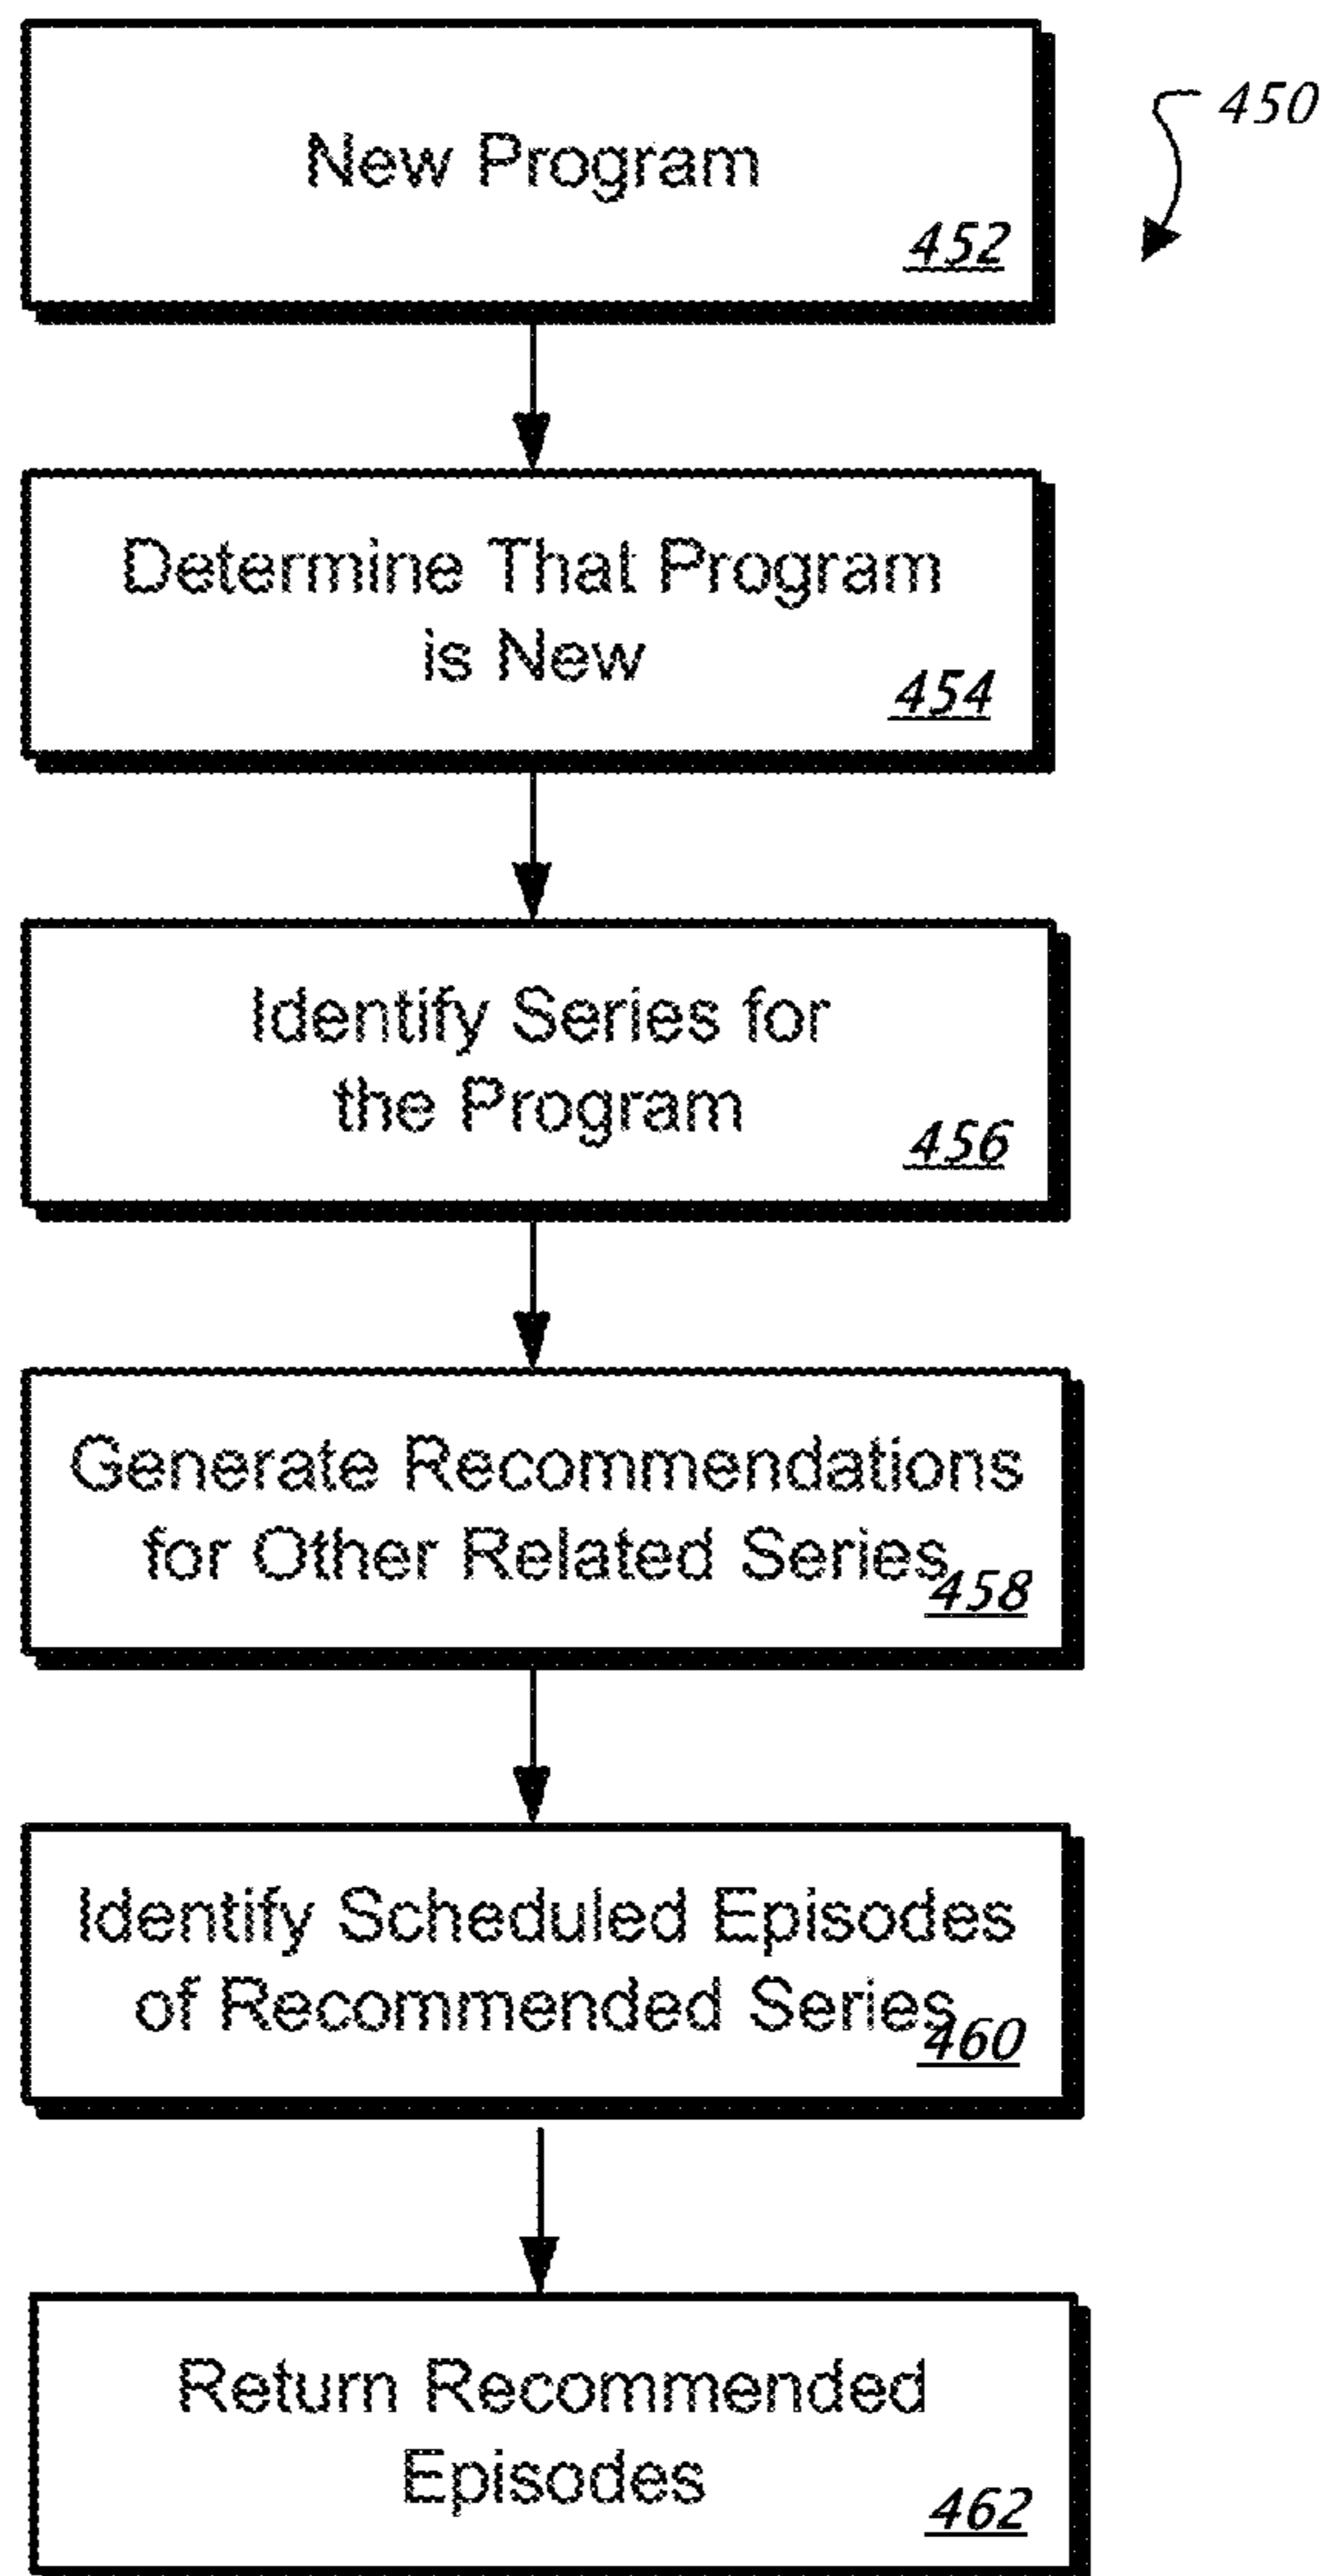 New Program
452
450
Determine That Program
is New
454
Identify Series for
the Program
456
Generate Recommendations
for Other Related Series
458
Identify Scheduled Episodes
of Recommended Series
460
Return Recommended
Episodes
462